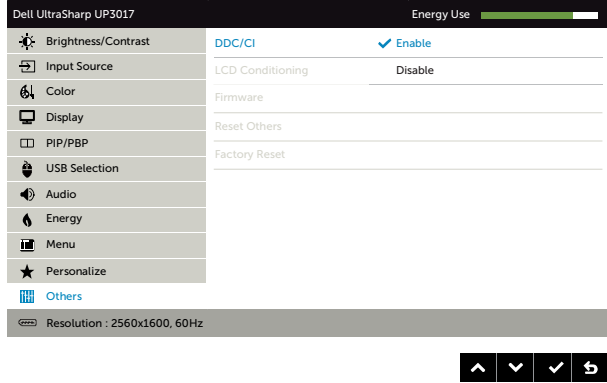 Dell UltraSharp UP3017 Energy Use
Brightness/Contrast DDC/CI Enable
Input Source LCD Conditioning Disable
Color Firmware
Display Reset Others
PIP/PBP Factory Reset
USB Selection
Audio
Energy
Menu
Personalize
Others
Resolution : 2560x1600, 60Hz